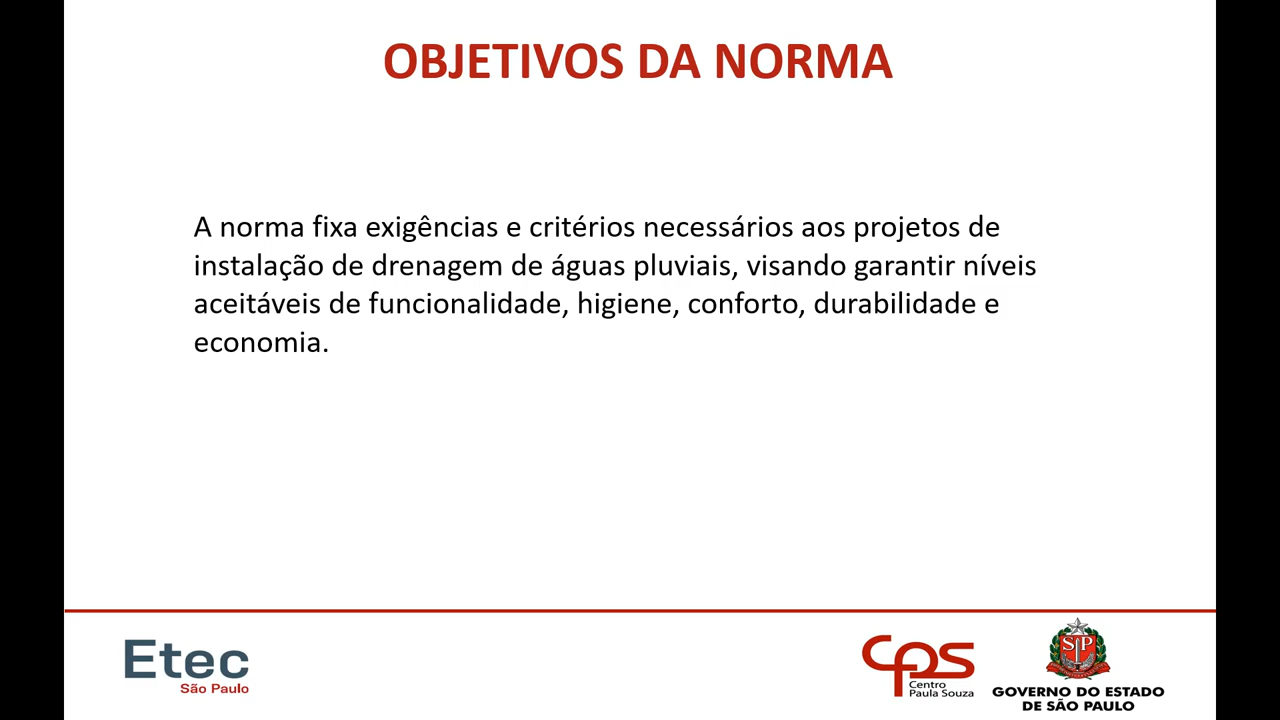 OBJETIVOS DA NORMA
A norma fixa exigências e critérios necessários aos projetos de
instalação de drenagem de águas pluviais, visando garantir níveis
aceitáveis de funcionalidade, higiene, conforto, durabilidade e
economia.
Etec
São Paulo
cps
Centro
Paula Souza
SP
GOVERNO DO ESTADO
DE SÃO PAULO